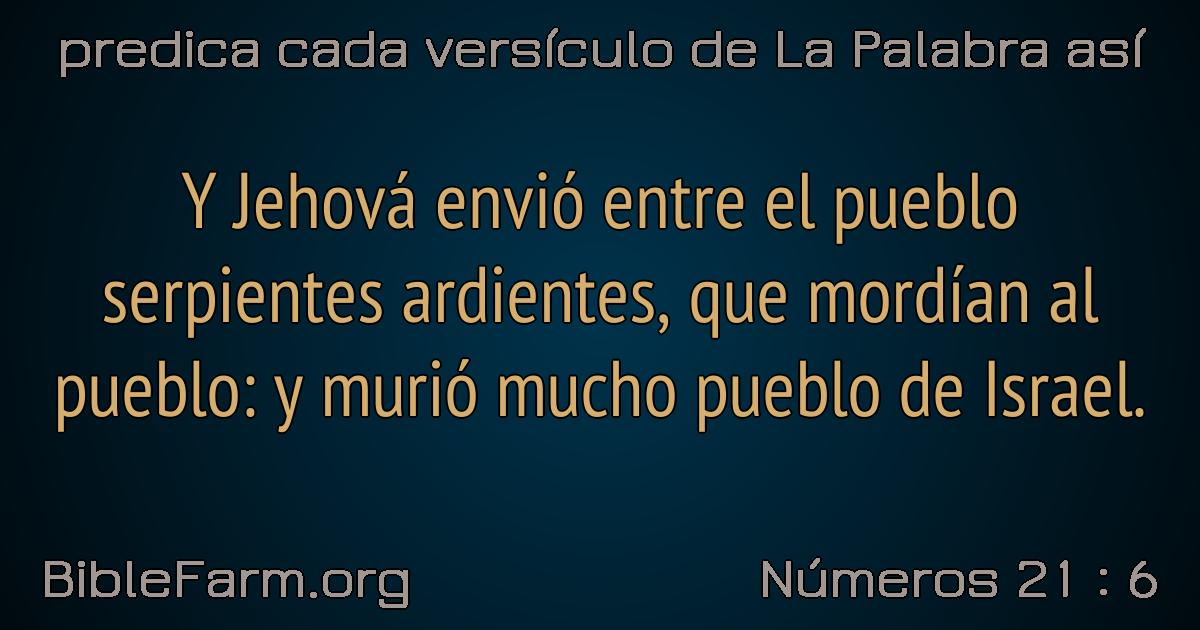 predica cada versículo de La Palabra así
Y Jehová envió entre el pueblo
serpientes ardientes, que mordían al
pueblo: y murió mucho pueblo de Israel.
BibleFarm.org
Números 21 : 6